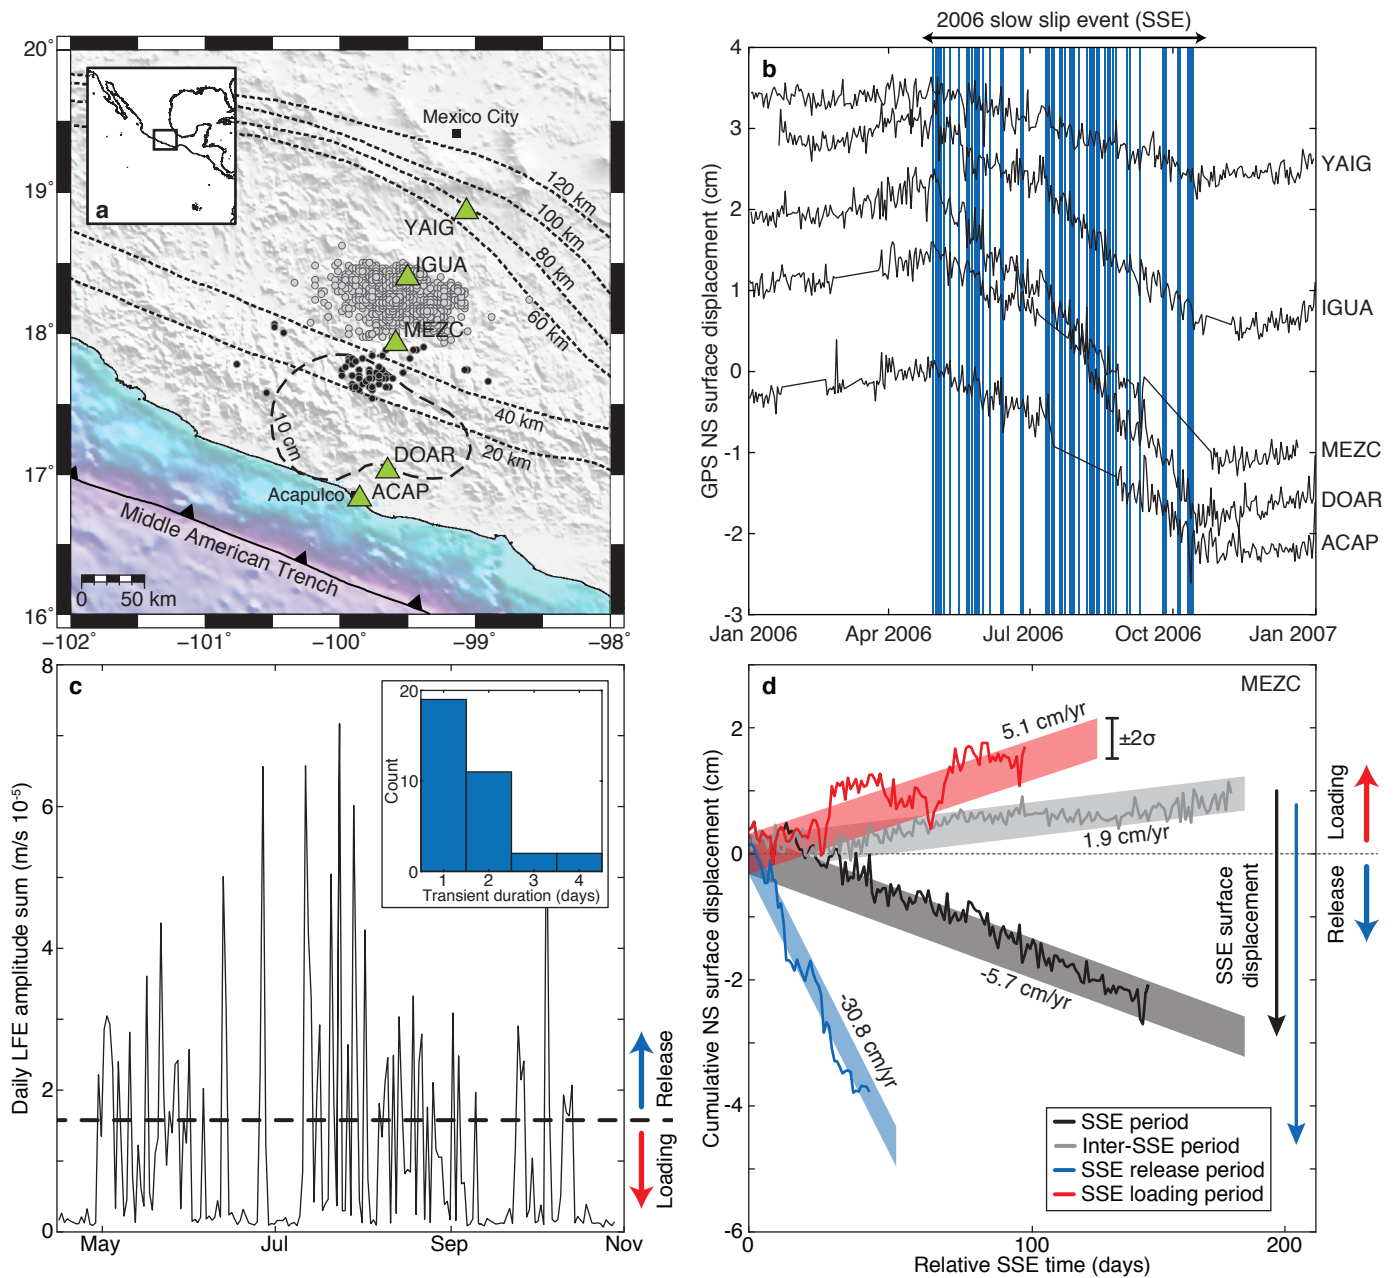 20°
19°
18°
17°
16°
−102°
−101°
−100°
−99°
−98°
a
Mexico City
120 km
100 km
80 km
60 km
40 km
20 km
10 cm
YAIG
IGUA
MEZC
DOAR
ACAP
Acapulco
Middle American Trench
0 50 km
2006 slow slip event (SSE)
b
GPS NS surface displacement (cm)
4
3
2
1
0
-1
-2
-3
Jan 2006
Apr 2006
Jul 2006
Oct 2006
Jan 2007
YAIG
IGUA
MEZC
DOAR
ACAP
c
Daily LFE amplitude sum (m/s 10⁻⁵)
8
6
4
2
0
May
Jul
Sep
Nov
Release
Loading
Count
20
10
0
1
2
3
4
Transient duration (days)
d
MEZC
Cumulative NS surface displacement (cm)
2
0
-2
-4
-6
0
100
200
Relative SSE time (days)
5.1 cm/yr
±2σ
1.9 cm/yr
-5.7 cm/yr
-30.8 cm/yr
SSE surface
displacement
Loading
Release
SSE period
Inter-SSE period
SSE release period
SSE loading period